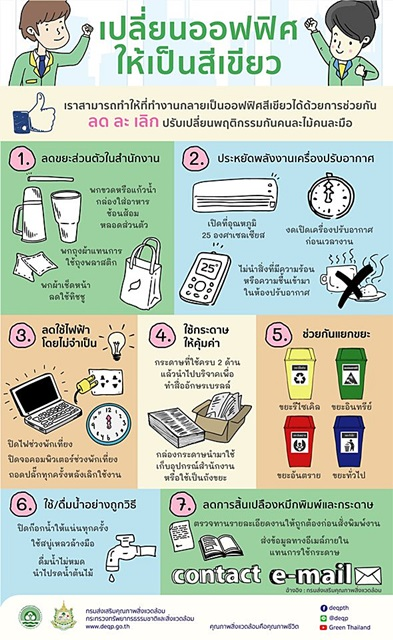 เปลี่ยนออฟฟิศ
ให้เป็นสีเขียว
เราสามารถทำให้ที่ทำงานกลายเป็นออฟฟิศสีเขียวได้ด้วยการช่วยกัน
ลด ละ เลิก ปรับเปลี่ยนพฤติกรรมกันคนละไม้คนละมือ
1. ลดขยะส่วนตัวในสำนักงาน
พกขวดหรือแก้วน้ำ
กล่องใส่อาหาร
ช้อนส้อม
หลอดส่วนตัว
พกถุงผ้าแทนการ
ใช้ถุงพลาสติก
พกผ้าเช็ดหน้า
ลดใช้ทิชชู
2. ประหยัดพลังงานเครื่องปรับอากาศ
เปิดที่อุณหภูมิ
25 องศาเซลเซียส
งดเปิดเครื่องปรับอากาศ
ก่อนเวลางาน
25°
ไม่นำสิ่งที่มีความร้อน
หรือความชื้นเข้ามา
ในห้องปรับอากาศ
3. ลดใช้ไฟฟ้า
โดยไม่จำเป็น
ปิดไฟช่วงพักเที่ยง
ปิดจอคอมพิวเตอร์ช่วงพักเที่ยง
ถอดปลั๊กทุกครั้งหลังเลิกใช้งาน
4. ใช้กระดาษ
ให้คุ้มค่า
กระดาษที่ใช้ครบ 2 ด้าน
แล้วนำไปบริจาคเพื่อ
ทำสื่ออักษรเบรลล์
กล่องกระดาษนำมาใช้
เก็บอุปกรณ์สำนักงาน
หรือใช้เป็นถังขยะ
5. ช่วยกันแยกขยะ
ขยะรีไซเคิล
ขยะอินทรีย์
ขยะอันตราย
ขยะทั่วไป
6. ใช้/ดื่มน้ำอย่างถูกวิธี
ปิดก๊อกน้ำให้แน่นทุกครั้ง
ใช้สบู่เหลวล้างมือ
ดื่มน้ำไม่หมด
นำไปรดน้ำต้นไม้
7. ลดการสิ้นเปลืองหมึกพิมพ์และกระดาษ
ตรวจทานรายละเอียดงานให้ถูกต้องก่อนสั่งพิมพ์งาน
ส่งข้อมูลทางอีเมล์ภายใน
แทนการใช้กระดาษ
contact e-mail
อ้างอิง : กรมส่งเสริมคุณภาพสิ่งแวดล้อม
กรมส่งเสริมคุณภาพสิ่งแวดล้อม
กระทรวงทรัพยากรธรรมชาติและสิ่งแวดล้อม
www.deqp.go.th
คุณภาพสิ่งแวดล้อมคือคุณภาพชีวิต
deqpth
@deqp
Green Thailand